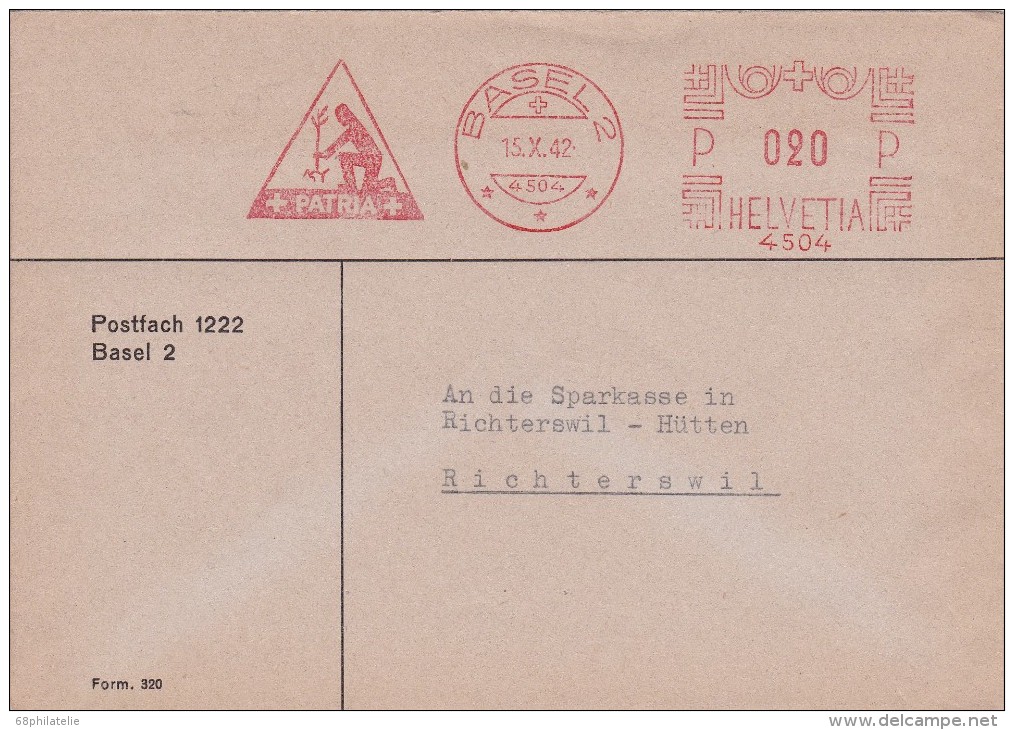 PATRIA
BASEL 2
15.X.42
4504
P 020 P
HELVETIA
4504
Postfach 1222
Basel 2
An die Sparkasse in
Richterswil - Hütten
Richterswil
Form. 320
68philatelie
www.delcampe.net